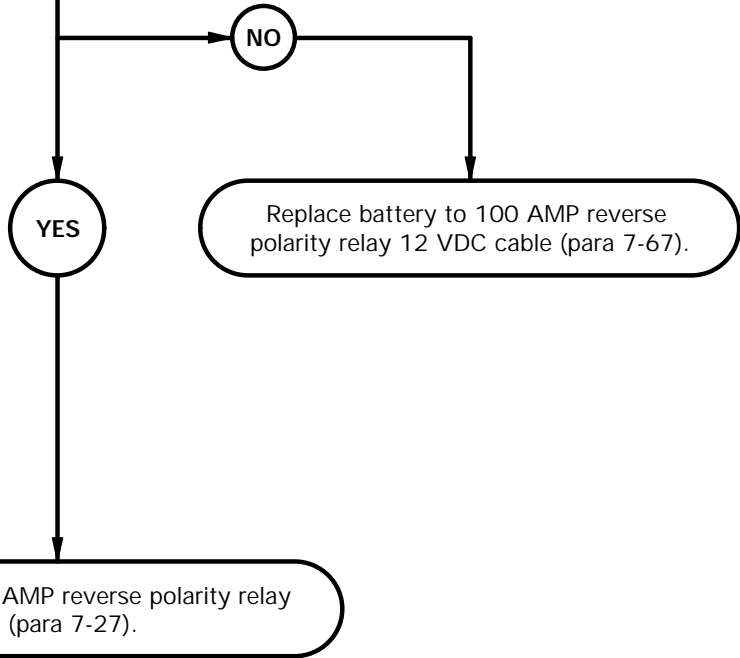 NO
YES
Replace battery to 100 AMP reverse
polarity relay 12 VDC cable (para 7-67).
AMP reverse polarity relay
(para 7-27).